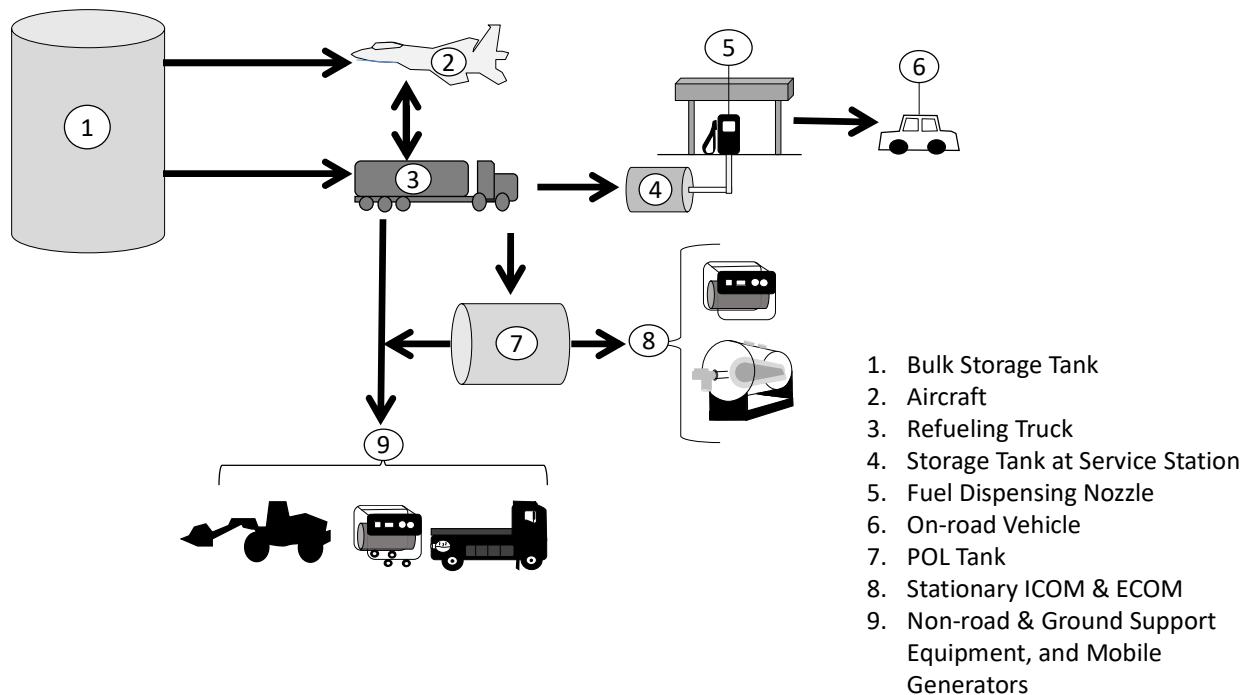 1
2
3
4
5
6
7
8
9
1. Bulk Storage Tank
2. Aircraft
3. Refueling Truck
4. Storage Tank at Service Station
5. Fuel Dispensing Nozzle
6. On-road Vehicle
7. POL Tank
8. Stationary ICOM & ECOM
9. Non-road & Ground Support
Equipment, and Mobile
Generators